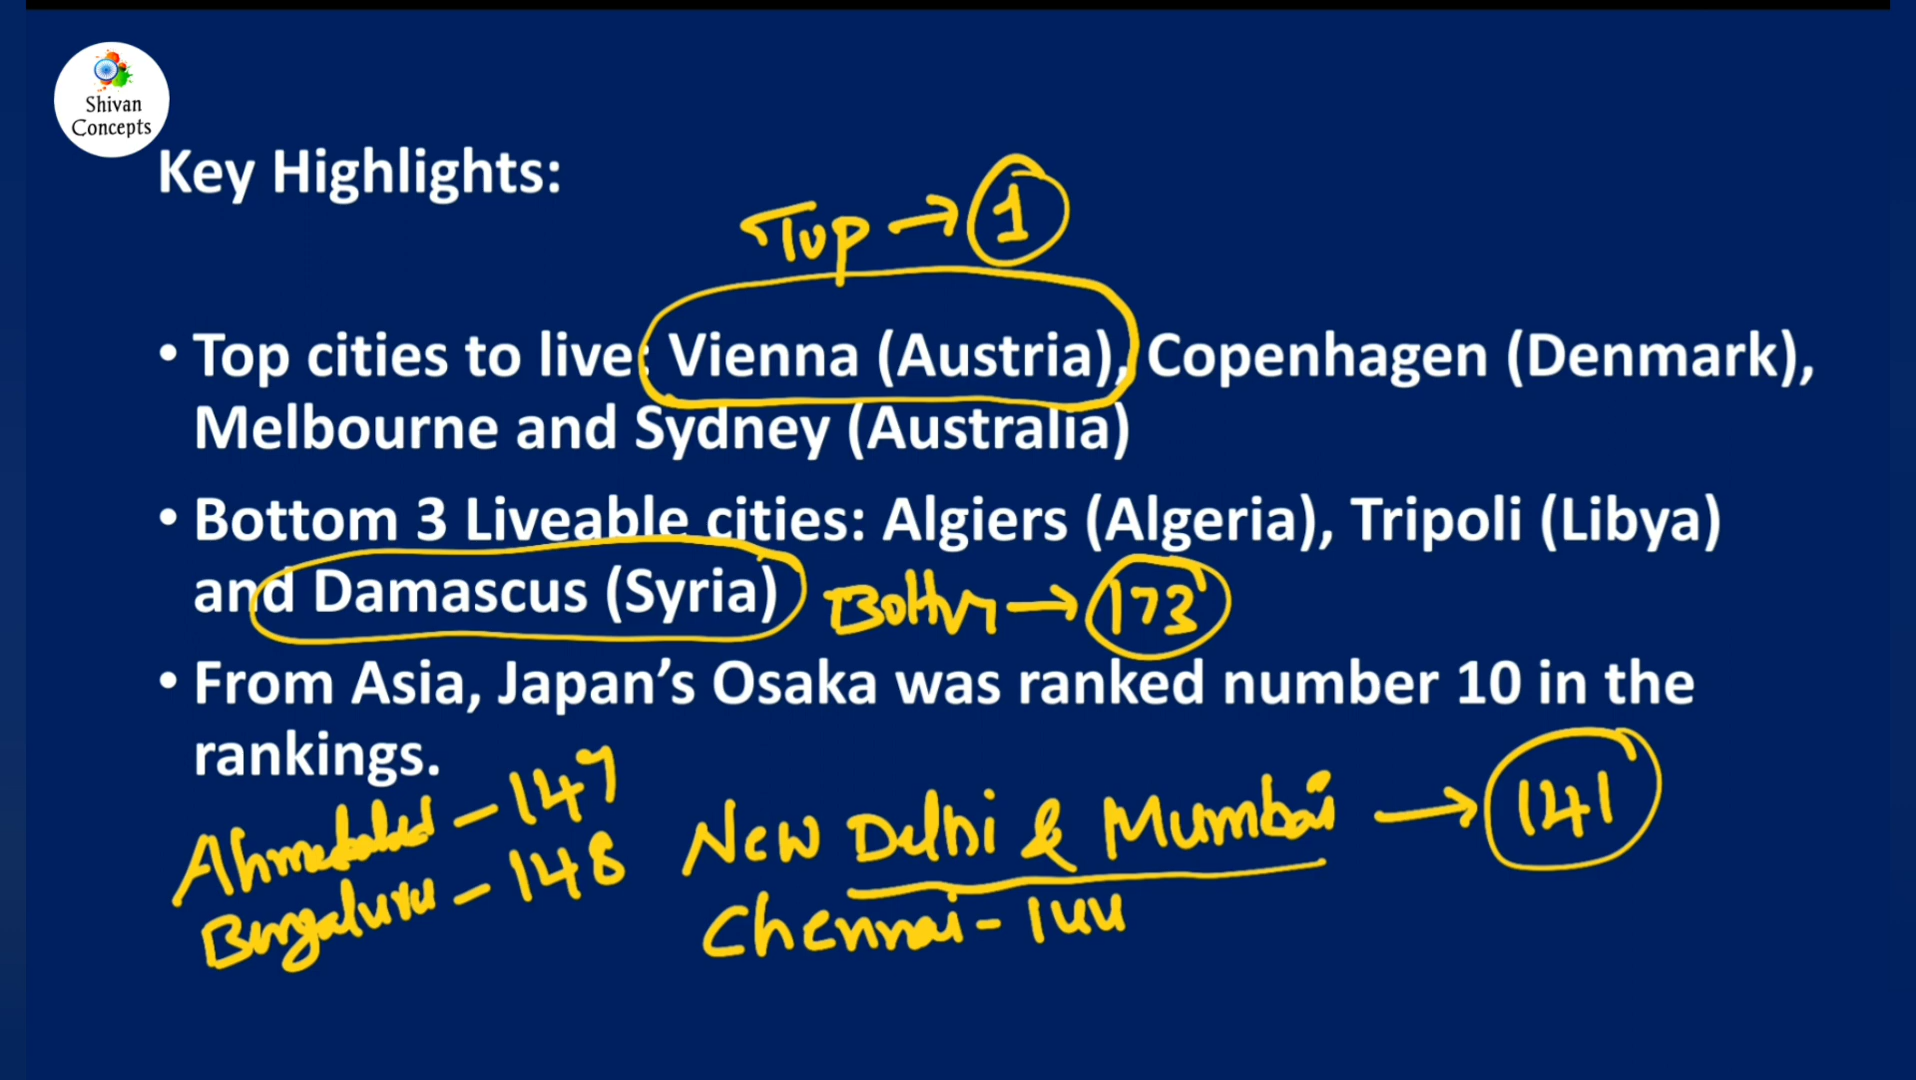 Shivan
Concepts
Key Highlights:
Top → 1
• Top cities to live: Vienna (Austria), Copenhagen (Denmark),
Melbourne and Sydney (Australia)
• Bottom 3 Liveable cities: Algiers (Algeria), Tripoli (Libya)
and Damascus (Syria)
Bottom → 173
• From Asia, Japan’s Osaka was ranked number 10 in the
rankings.
Ahmedabad - 147
Bengaluru - 148
New Delhi & Mumbai → 141
Chennai - 144